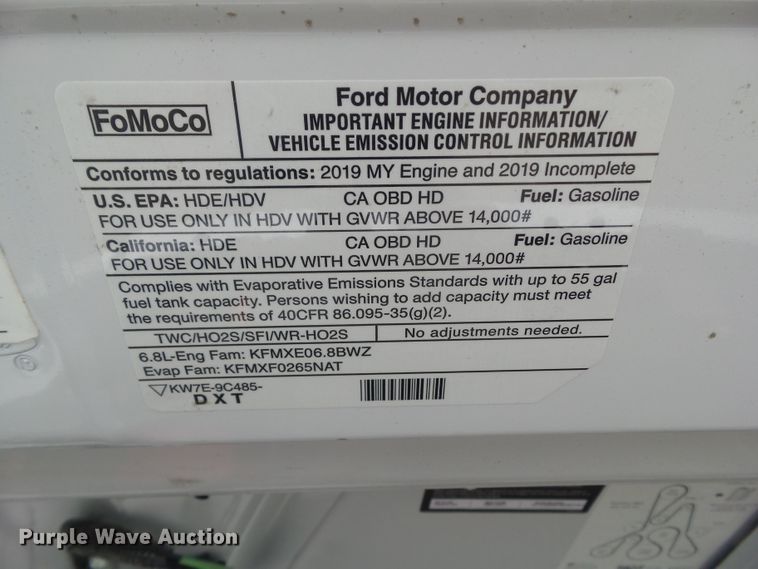 FoMoCo
Ford Motor Company
IMPORTANT ENGINE INFORMATION/
VEHICLE EMISSION CONTROL INFORMATION
Conforms to regulations: 2019 MY Engine and 2019 Incomplete
U.S. EPA: HDE/HDV CA OBD HD Fuel: Gasoline
FOR USE ONLY IN HDV WITH GVWR ABOVE 14,000#
California: HDE CA OBD HD Fuel: Gasoline
FOR USE ONLY IN HDV WITH GVWR ABOVE 14,000#
Complies with Evaporative Emissions Standards with up to 55 gal
fuel tank capacity. Persons wishing to add capacity must meet
the requirements of 40CFR 86.095-35(g)(2).
TWC/HO2S/SFI/WR-HO2S No adjustments needed.
6.8L-Eng Fam: KFMXE06.8BWZ
Evap Fam: KFMXF0265NAT
KW7E-9C485-
DXT
Purple Wave Auction